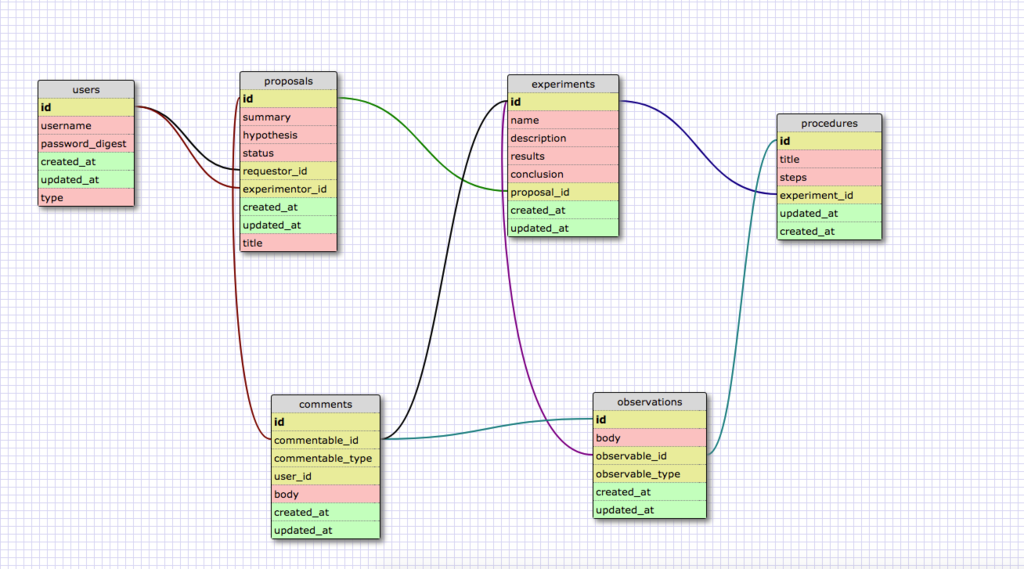 users
id
username
password_digest
created_at
updated_at
type
proposals
id
summary
hypothesis
status
requestor_id
experimentor_id
created_at
updated_at
title
experiments
id
name
description
results
conclusion
proposal_id
created_at
updated_at
procedures
id
title
steps
experiment_id
updated_at
created_at
comments
id
commentable_id
commentable_type
user_id
body
created_at
updated_at
observations
id
body
observable_id
observable_type
created_at
updated_at